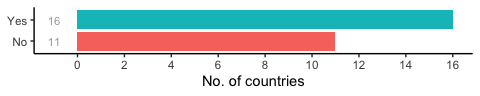 Yes 16
No 11
0 2 4 6 8 10 12 14 16
No. of countries